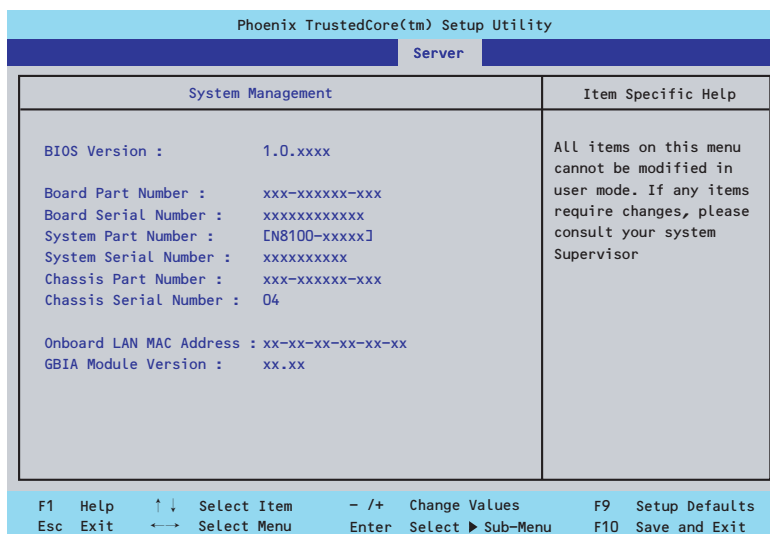 Phoenix TrustedCore(tm) Setup Utility
Server
System Management
Item Specific Help
BIOS Version : 1.0.xxxx
Board Part Number : xxx-xxxxxx-xxx
Board Serial Number : xxxxxxxxxxxx
System Part Number : [N8100-xxxxx]
System Serial Number : xxxxxxxxxx
Chassis Part Number : xxx-xxxxxx-xxx
Chassis Serial Number : 04
Onboard LAN MAC Address : xx-xx-xx-xx-xx-xx
GBIA Module Version : xx.xx
All items on this menu
cannot be modified in
user mode. If any items
require changes, please
consult your system
Supervisor
F1 Help ↑↓ Select Item - /+ Change Values F9 Setup Defaults
Esc Exit ←→ Select Menu Enter Select ▶ Sub-Menu F10 Save and Exit